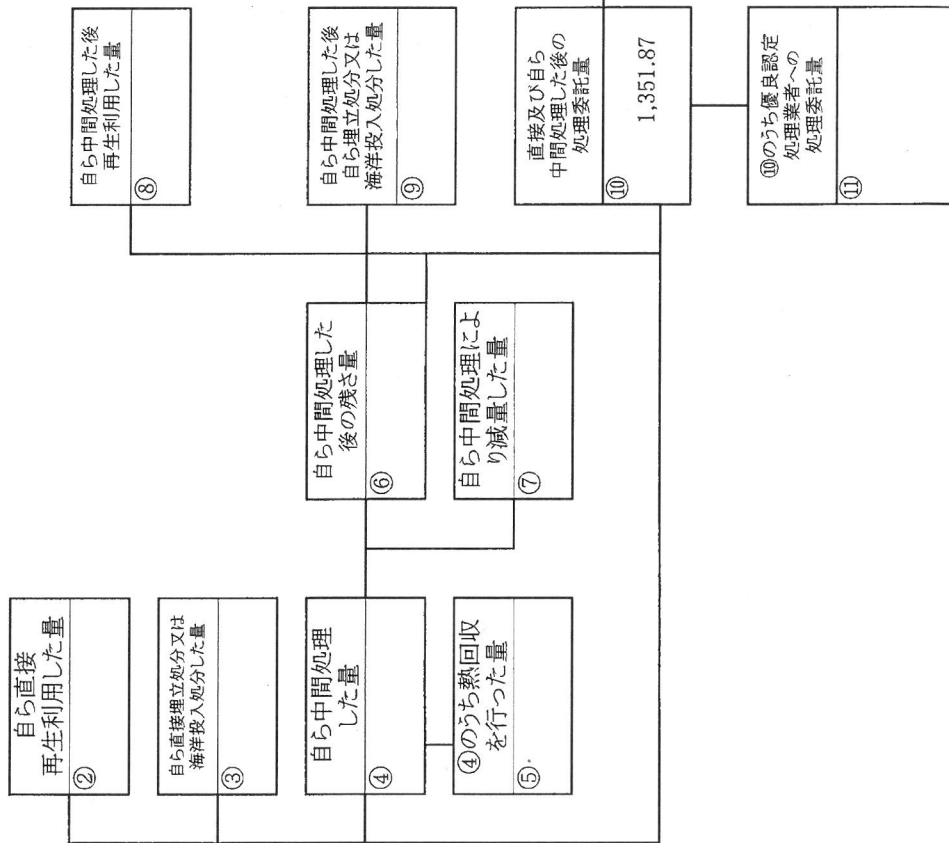 自ら直接
再生利用した量
②
自ら直接埋立処分又は
海洋投入処分した量
③
自ら中間処理
した量
④
④のうち熱回収
を行った量
⑤
自ら中間処理した
後の残さ量
⑥
自ら中間処理によ
り減量した量
⑦
自ら中間処理した後
再生利用した量
⑧
自ら中間処理した後
自ら埋立処分又は
海洋投入処分した量
⑨
直接及び自ら
中間処理した後の
処理委託量
⑩
1,351.87
⑩のうち優良認定
処理業者への
処理委託量
⑪